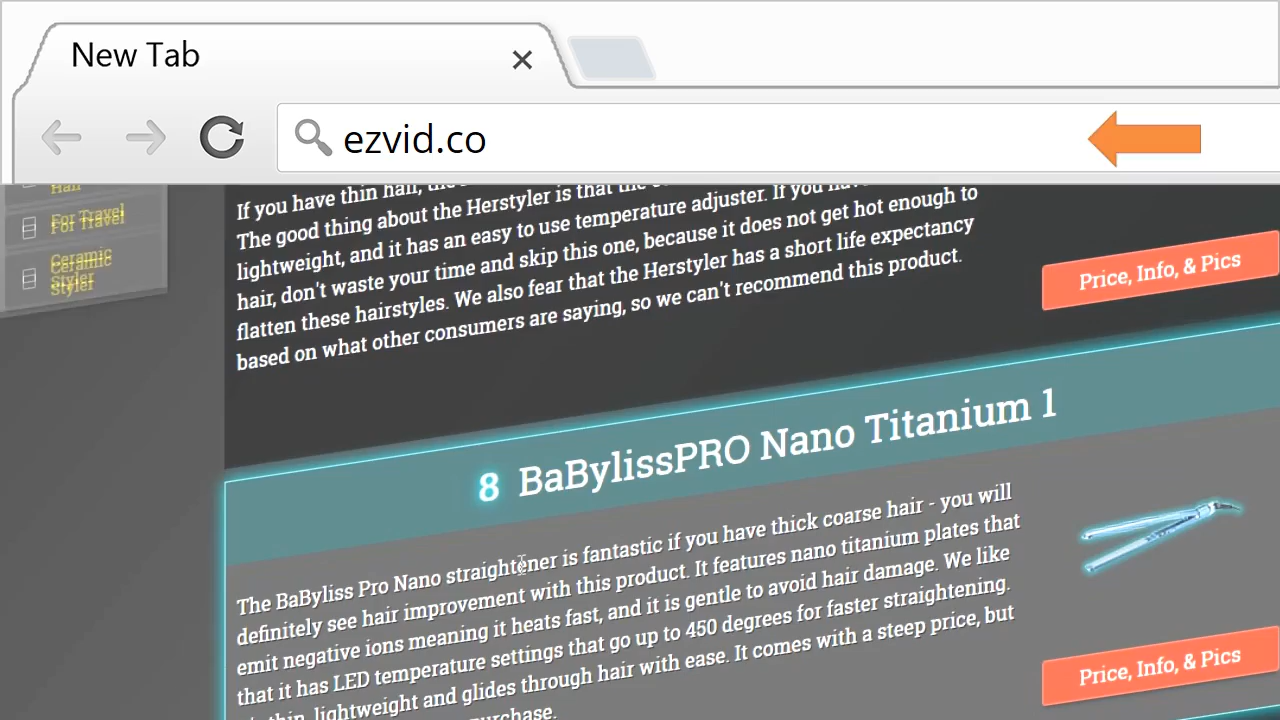 New Tab
ezvid.co
Hair
For Travel
Ceramic
Styler
If you have thin hair, the
The good thing about the Herstyler is that the
lightweight, and it has an easy to use temperature adjuster. If you have
hair, don't waste your time and skip this one, because it does not get hot enough to
flatten these hairstyles. We also fear that the Herstyler has a short life expectancy
based on what other consumers are saying, so we can't recommend this product.
Price, Info, & Pics
8 BaBylissPRO Nano Titanium 1
The BaByliss Pro Nano straightener is fantastic if you have thick coarse hair - you will
definitely see hair improvement with this product. It features nano titanium plates that
emit negative ions meaning it heats fast, and it is gentle to avoid hair damage. We like
that it has LED temperature settings that go up to 450 degrees for faster straightening.
thin, lightweight and glides through hair with ease. It comes with a steep price, but
purchase.
Price, Info, & Pics